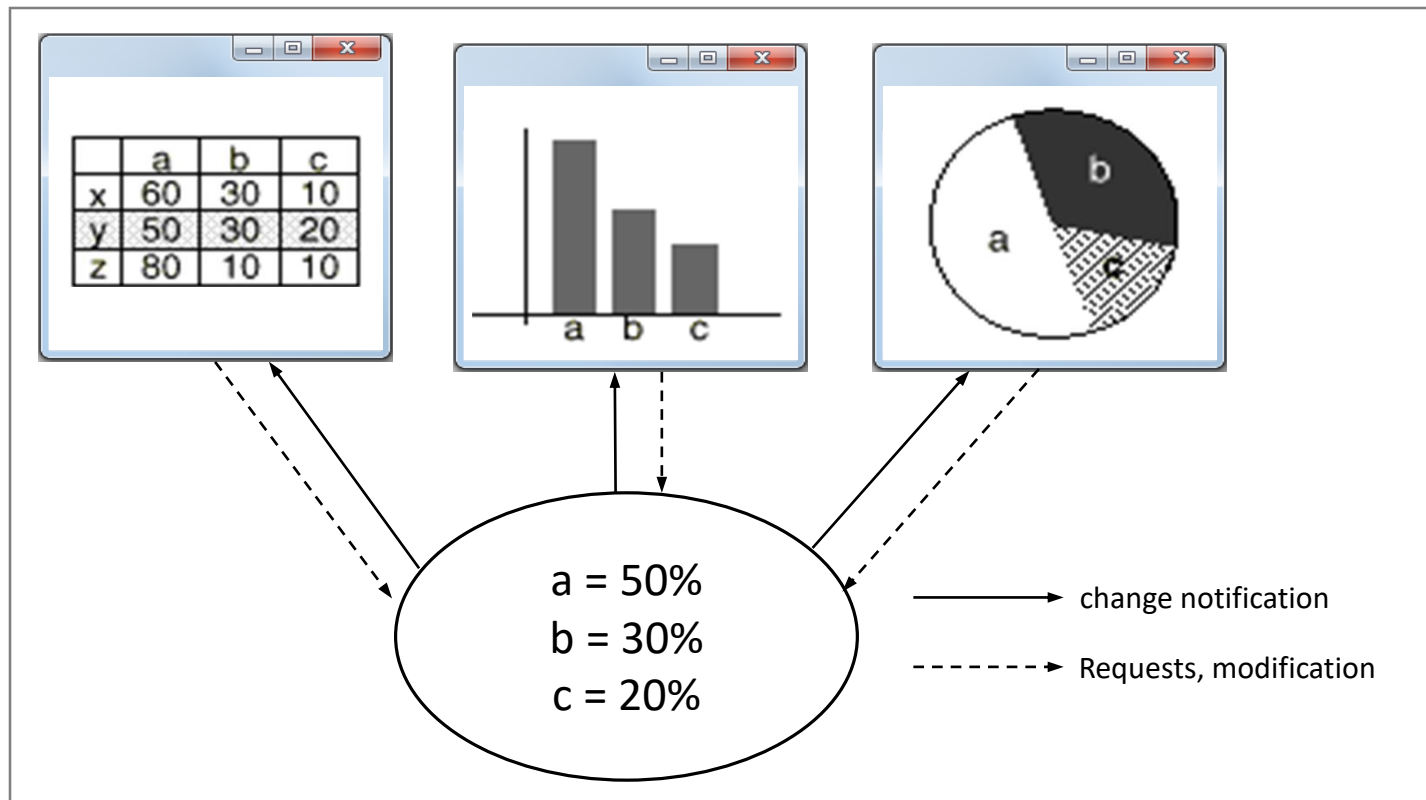 a b c
x 60 30 10
y 50 30 20
z 80 10 10
a b c
b
a
c
a = 50%
b = 30%
c = 20%
change notification
Requests, modification